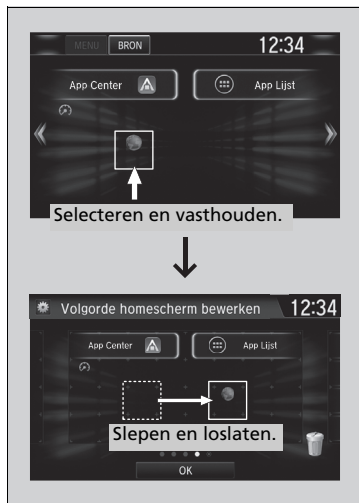 MENU BRON 12:34
App Center App Lijst
Selecteren en vasthouden.
Volgorde homescherm bewerken 12:34
App Center App Lijst
Slepen en loslaten.
OK